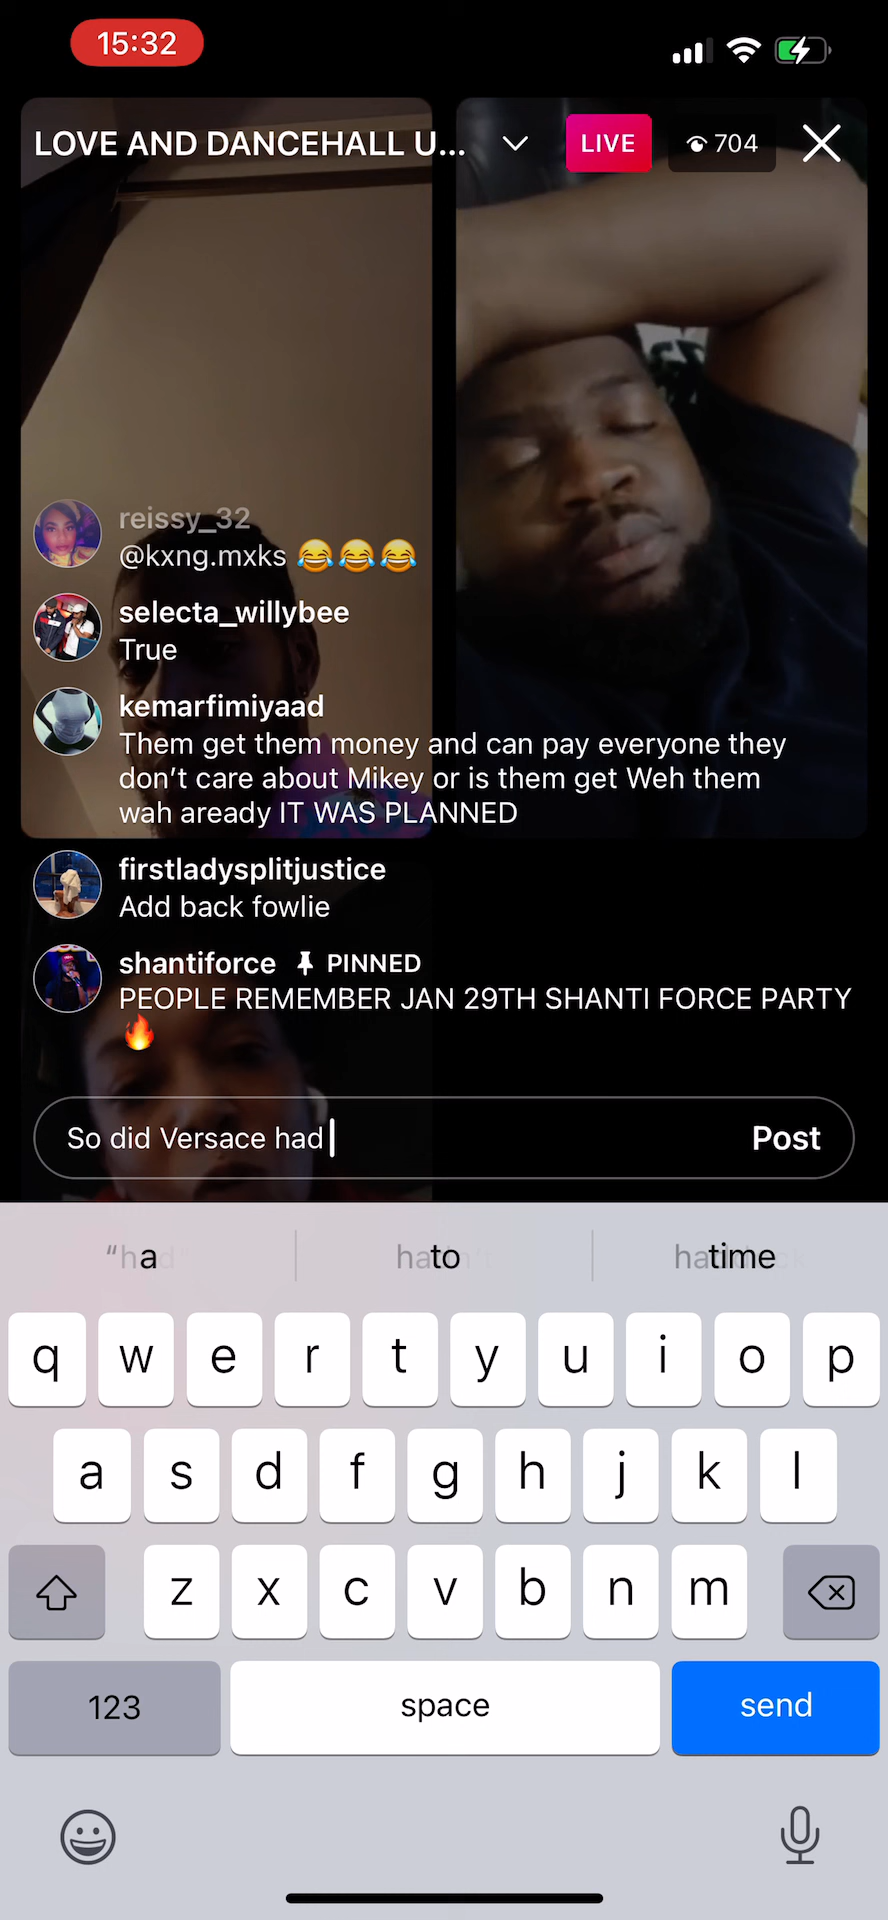 15:32
LOVE AND DANCEHALL U...
LIVE
704
reissy_32
@kxng.mxks 😂😂😂
selecta_willybee
True
kemarfimiyaad
Them get them money and can pay everyone they
don't care about Mikey or is them get Weh them
wah aready IT WAS PLANNED
firstladysplitjustice
Add back fowlie
shantiforce PINNED
PEOPLE REMEMBER JAN 29TH SHANTI FORCE PARTY
🔥
So did Versace had
Post
a to time
q w e r t y u i o p
a s d f g h j k l
z x c v b n m
123 space send